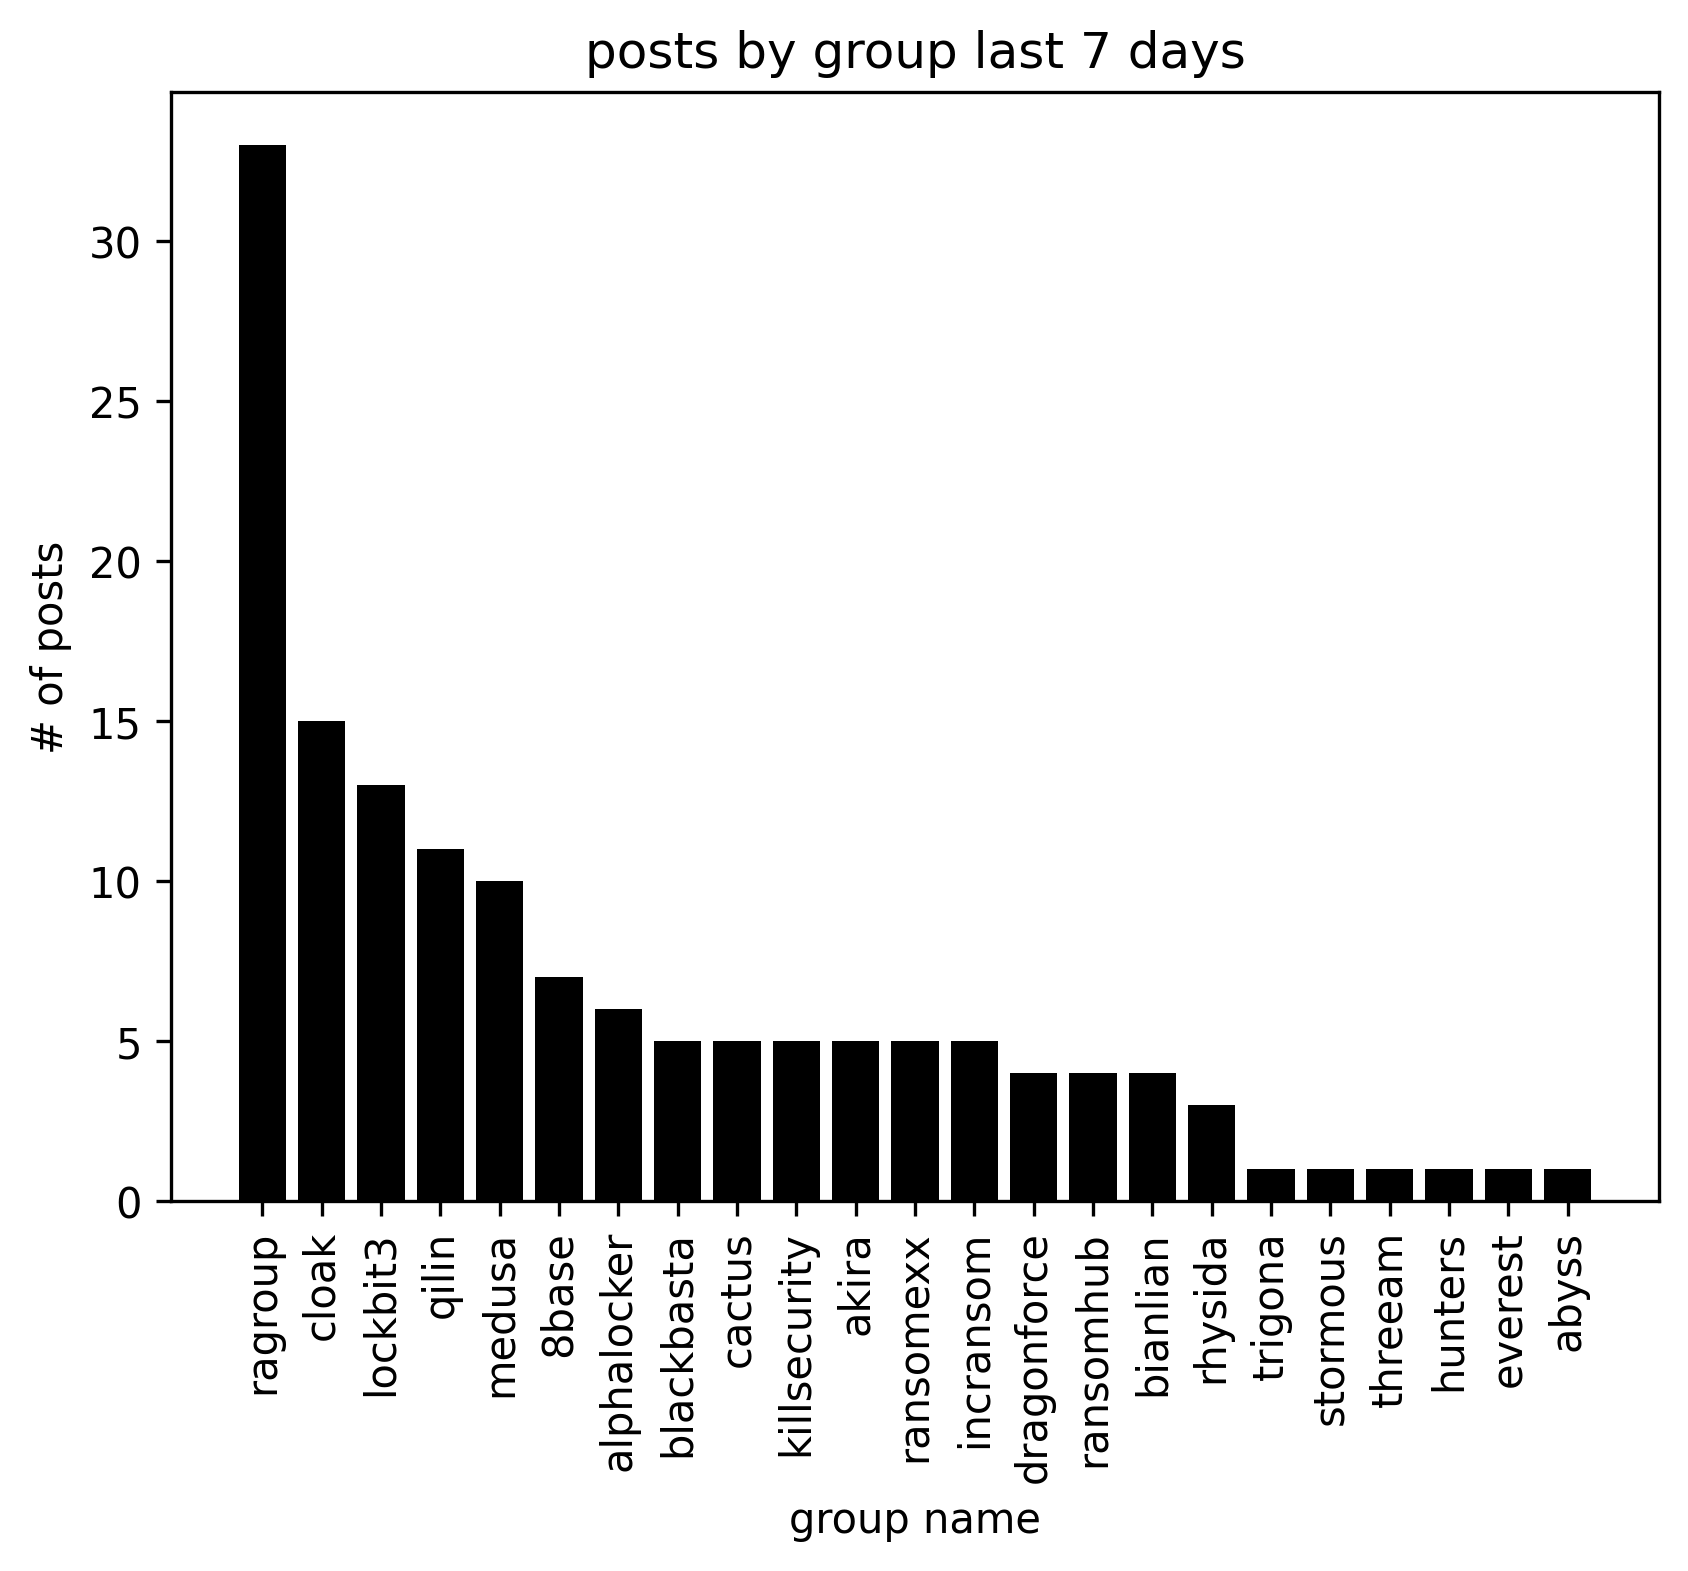 posts by group last 7 days
# of posts
30
25
20
15
10
5
0
ragroup
cloak
lockbit3
qilin
medusa
8base
alphalocker
blackbasta
cactus
killsecurity
akira
ransomexx
incransom
dragonforce
ransomhub
bianlian
rhysida
trigona
stormous
threeam
hunters
everest
abyss
group name